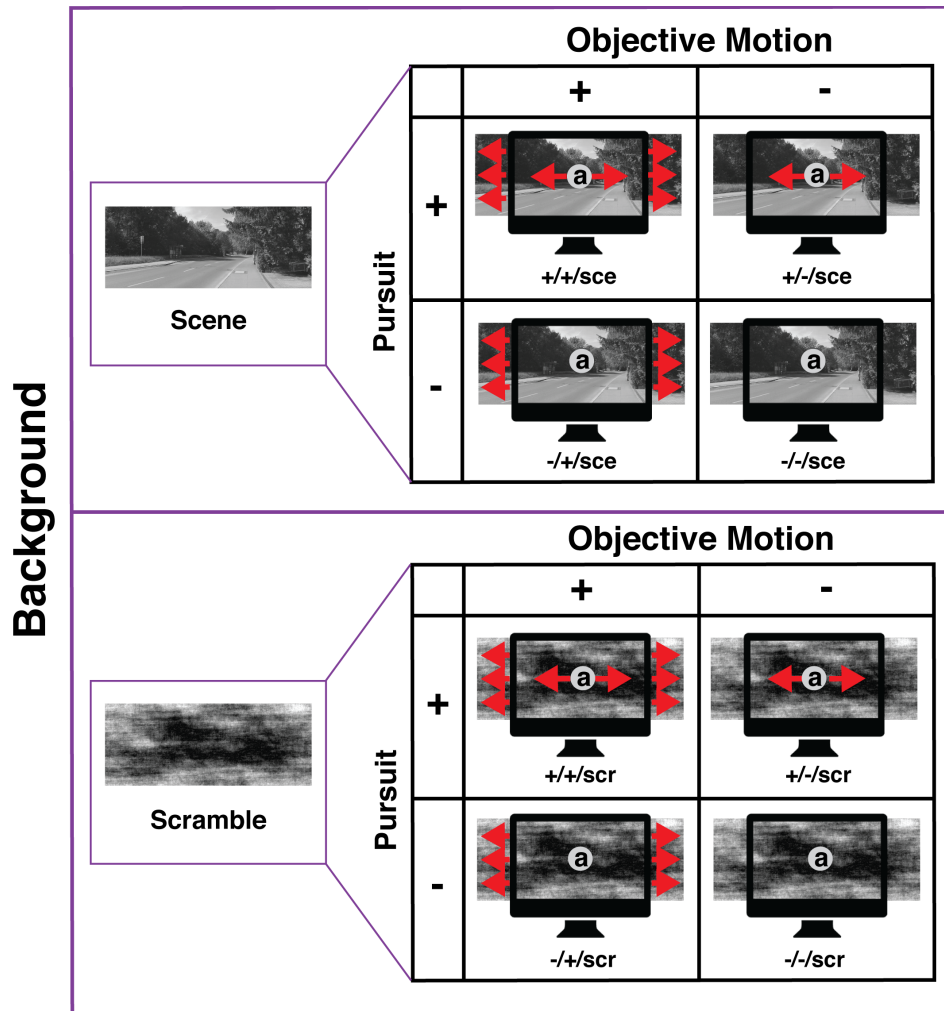 Background
Scene
Objective Motion
+ -
Pursuit
+
a
+/+/sce
a
+/-/sce
-
a
-/+/sce
a
-/-/sce
Scramble
Objective Motion
+ -
Pursuit
+
a
+/+/scr
a
+/-/scr
-
a
-/+/scr
a
-/-/scr